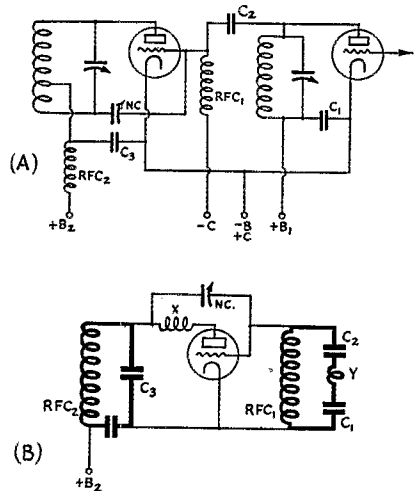 C2
NC
RFC1
C1
C3
(A)
RFC2
+B2
-C
-B
+C
+B1
NC.
X
C2
C3
RFC2
RFC1
Y
C1
(B)
+B2